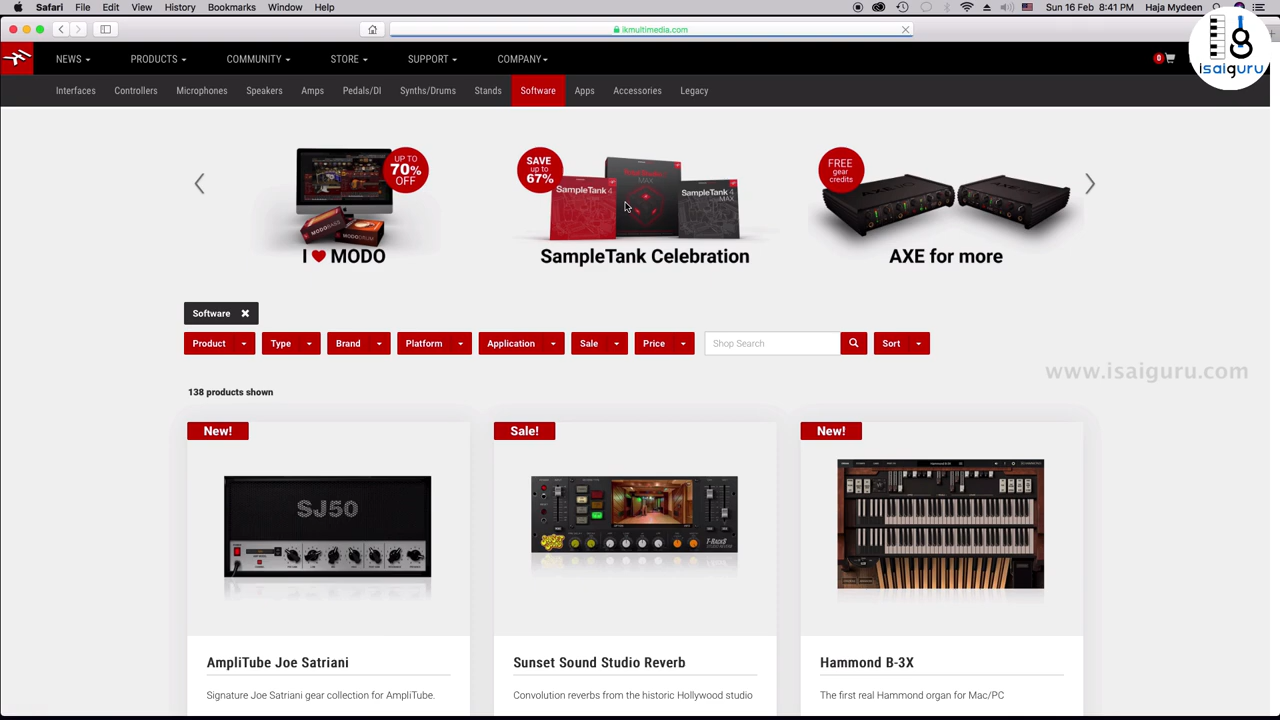 Safari File Edit View History Bookmarks Window Help Sun 16 Feb 8:41 PM Haja Mydeen
ikmultimedia.com
isaiguru
NEWS PRODUCTS COMMUNITY STORE SUPPORT COMPANY 0
Interfaces Controllers Microphones Speakers Amps Pedals/DI Synths/Drums Stands Software Apps Accessories Legacy
UP TO 70% OFF
SAVE up to 67%
SampleTank 4
MAX
SampleTank 4 MAX
FREE gear credits
I ❤ MODO
SampleTank Celebration
AXE for more
Software ✖
Product Type Brand Platform Application Sale Price Shop Search Sort
www.isaiguru.com
138 products shown
New! Sale! New!
SJ50
T-RackS
AmpliTube Joe Satriani
Signature Joe Satriani gear collection for AmpliTube.
Sunset Sound Studio Reverb
Convolution reverbs from the historic Hollywood studio
Hammond B-3X
The first real Hammond organ for Mac/PC